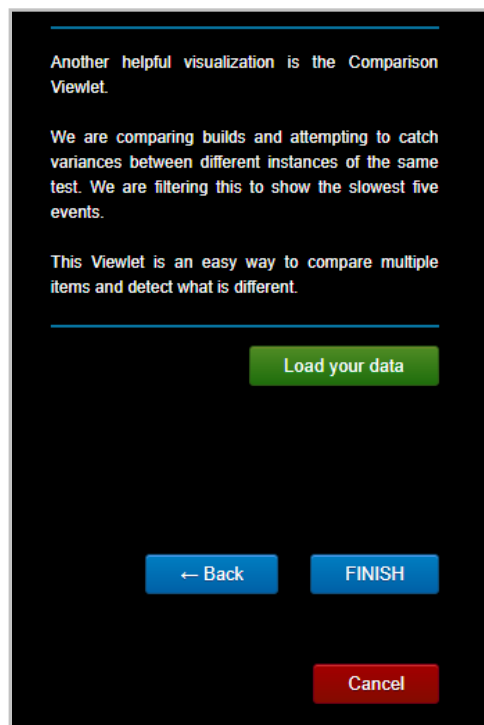 Another helpful visualization is the Comparison
Viewlet.
We are comparing builds and attempting to catch
variances between different instances of the same
test. We are filtering this to show the slowest five
events.
This Viewlet is an easy way to compare multiple
items and detect what is different.
Load your data
← Back FINISH
Cancel